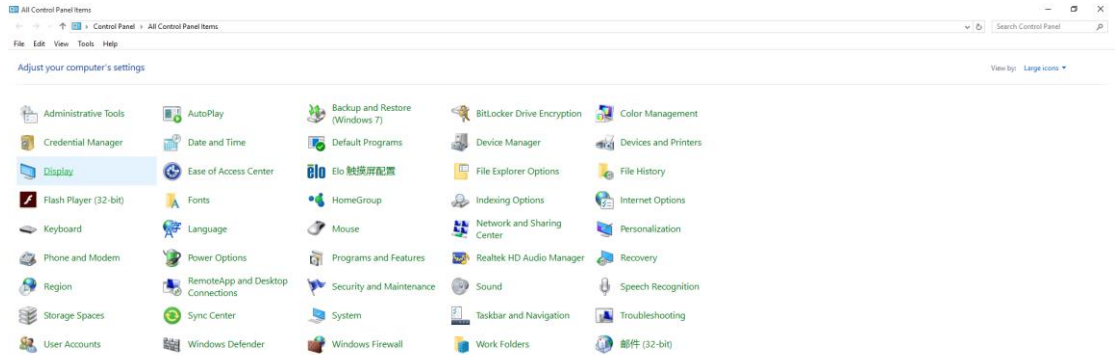 All Control Panel Items
Control Panel > All Control Panel Items
Search Control Panel
File Edit View Tools Help
Adjust your computer's settings
View by: Large icons
Administrative Tools
AutoPlay
Backup and Restore
(Windows 7)
BitLocker Drive Encryption
Color Management
Credential Manager
Date and Time
Default Programs
Device Manager
Devices and Printers
Display
Ease of Access Center
elo
Elo 触摸屏配置
File Explorer Options
File History
Flash Player (32-bit)
Fonts
HomeGroup
Indexing Options
Internet Options
Keyboard
Language
Mouse
Network and Sharing
Center
Personalization
Phone and Modem
Power Options
Programs and Features
Realtek HD Audio Manager
Recovery
Region
RemoteApp and Desktop
Connections
Security and Maintenance
Sound
Speech Recognition
Storage Spaces
Sync Center
System
Taskbar and Navigation
Troubleshooting
User Accounts
Windows Defender
Windows Firewall
Work Folders
邮件 (32-bit)